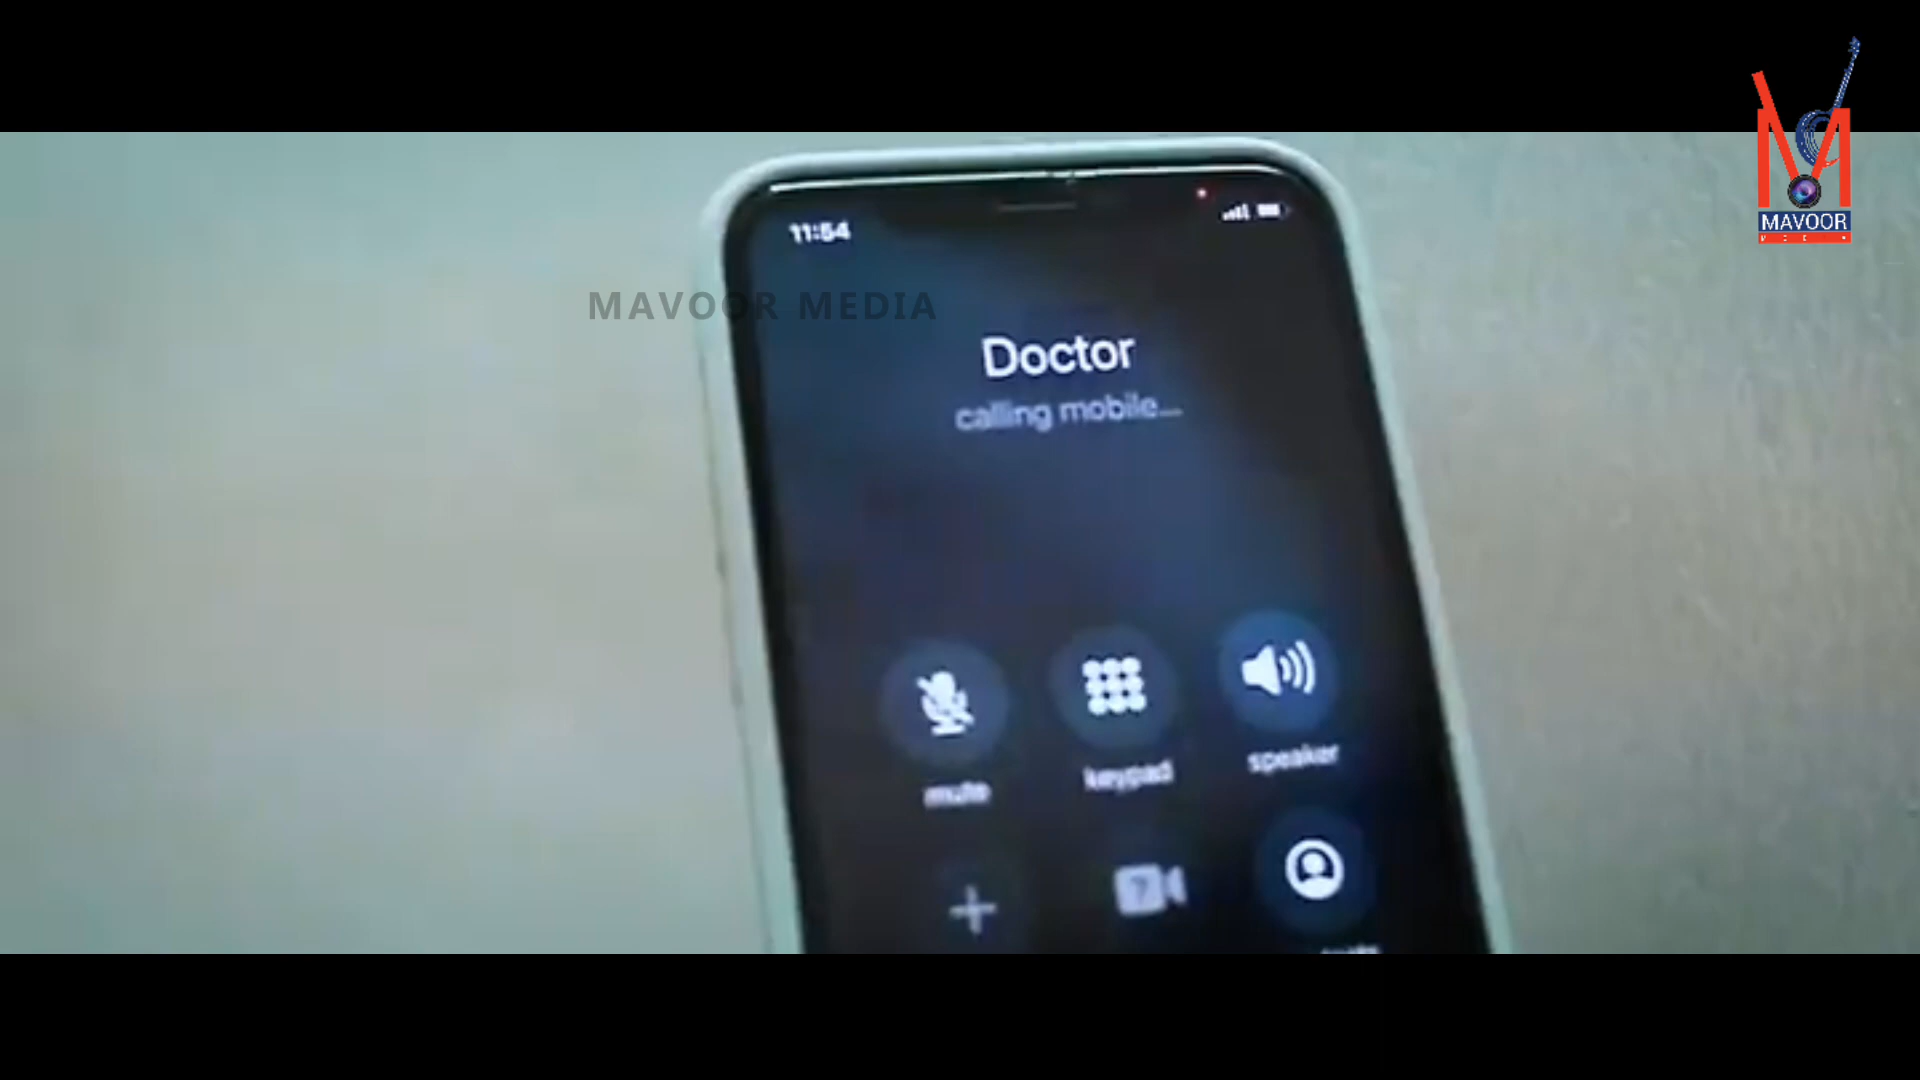 MAVOOR
11:54
MAVOOR MEDIA
Doctor
calling mobile...
mute
keypad
speaker